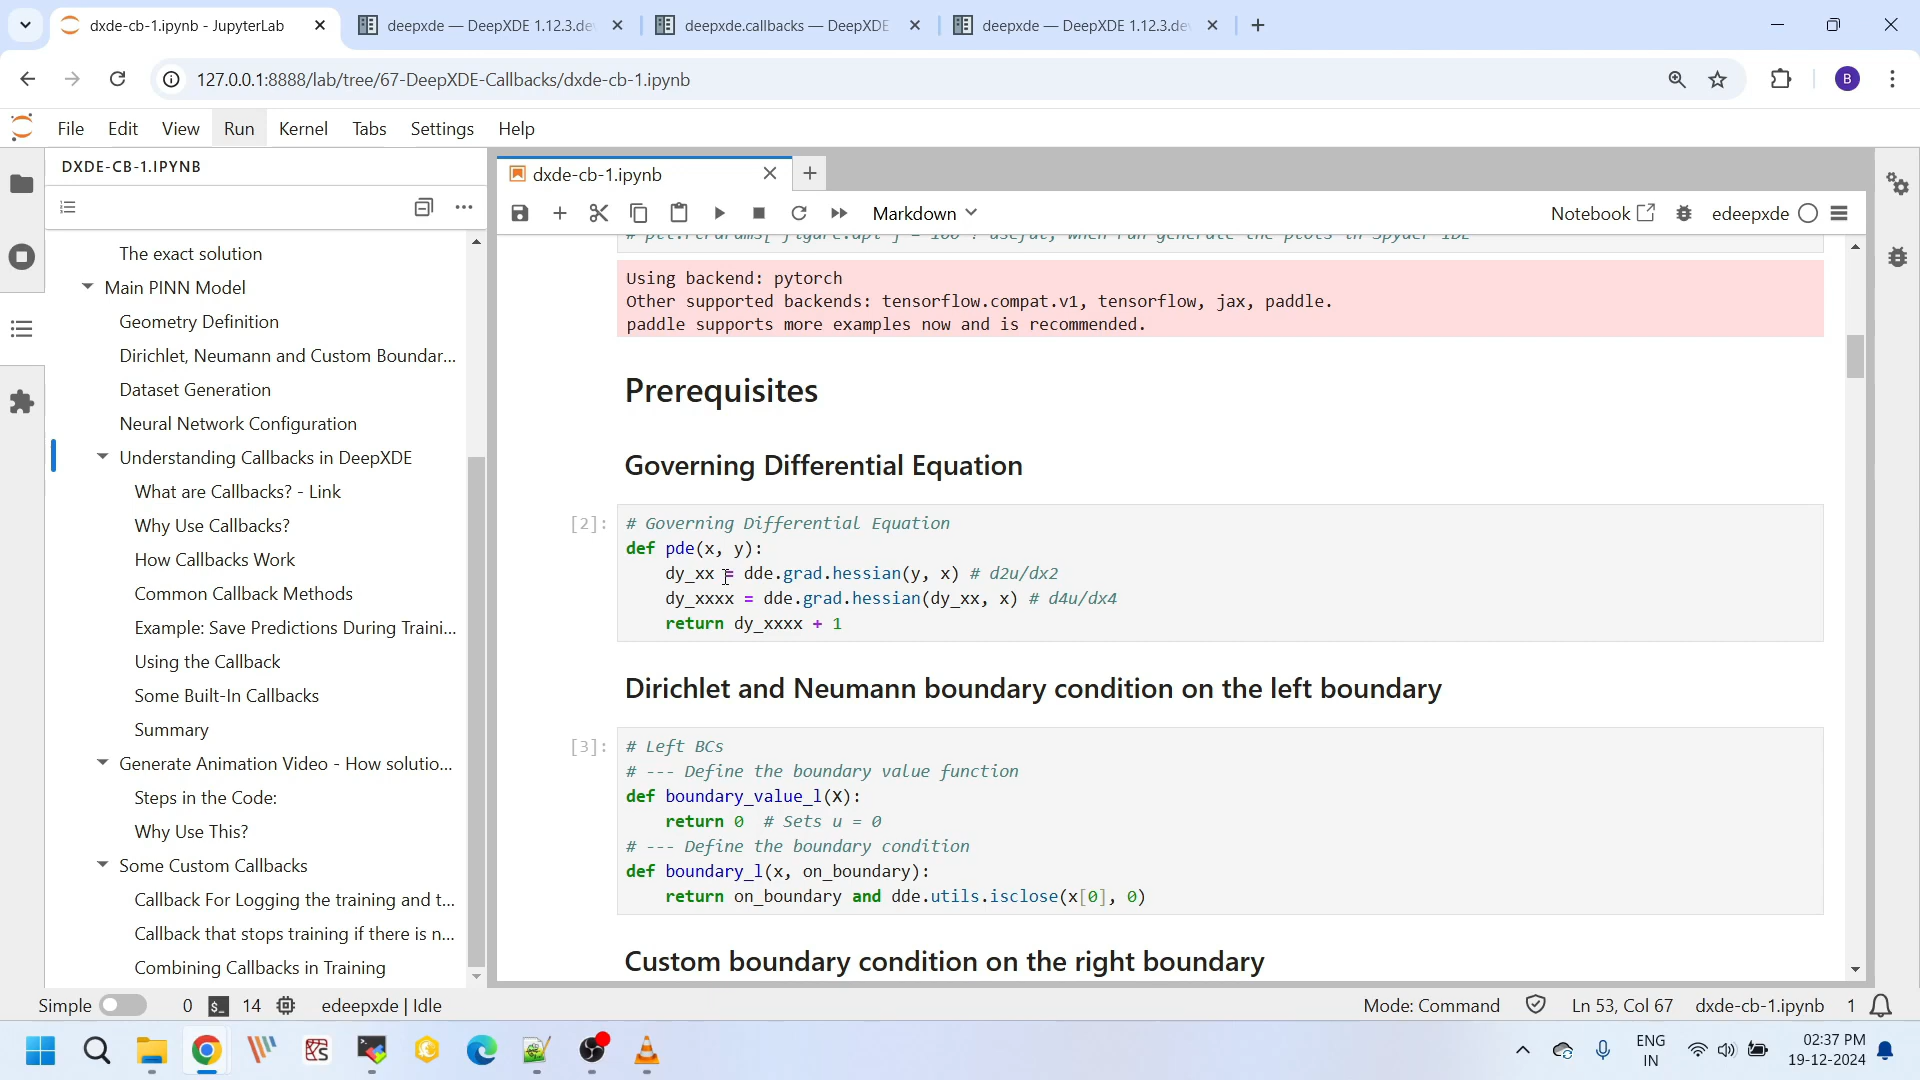 dxde-cb-1.ipynb - JupyterLab
deepxde — DeepXDE 1.12.3.de
deepxde.callbacks — DeepXDE
deepxde — DeepXDE 1.12.3.de
127.0.0.1:8888/lab/tree/67-DeepXDE-Callbacks/dxde-cb-1.ipynb
B
File Edit View Run Kernel Tabs Settings Help
DXDE-CB-1.IPYNB
The exact solution
Main PINN Model
Geometry Definition
Dirichlet, Neumann and Custom Boundar...
Dataset Generation
Neural Network Configuration
Understanding Callbacks in DeepXDE
What are Callbacks? - Link
Why Use Callbacks?
How Callbacks Work
Common Callback Methods
Example: Save Predictions During Traini...
Using the Callback
Some Built-In Callbacks
Summary
Generate Animation Video - How solutio...
Steps in the Code:
Why Use This?
Some Custom Callbacks
Callback For Logging the training and t...
Callback that stops training if there is n...
Combining Callbacks in Training
dxde-cb-1.ipynb
Markdown
Notebook
edeepxde
Using backend: pytorch
Other supported backends: tensorflow.compat.v1, tensorflow, jax, paddle.
paddle supports more examples now and is recommended.
Prerequisites
Governing Differential Equation
[2]: # Governing Differential Equation
def pde(x, y):
dy_xx = dde.grad.hessian(y, x) # d2u/dx2
dy_xxxx = dde.grad.hessian(dy_xx, x) # d4u/dx4
return dy_xxxx + 1
Dirichlet and Neumann boundary condition on the left boundary
[3]: # Left BCs
# --- Define the boundary value function
def boundary_value_l(X):
return 0 # Sets u = 0
# --- Define the boundary condition
def boundary_l(x, on_boundary):
return on_boundary and dde.utils.isclose(x[0], 0)
Custom boundary condition on the right boundary
Simple 0 14 edeepxde | Idle Mode: Command Ln 53, Col 67 dxde-cb-1.ipynb 1
ENG
IN
02:37 PM
19-12-2024